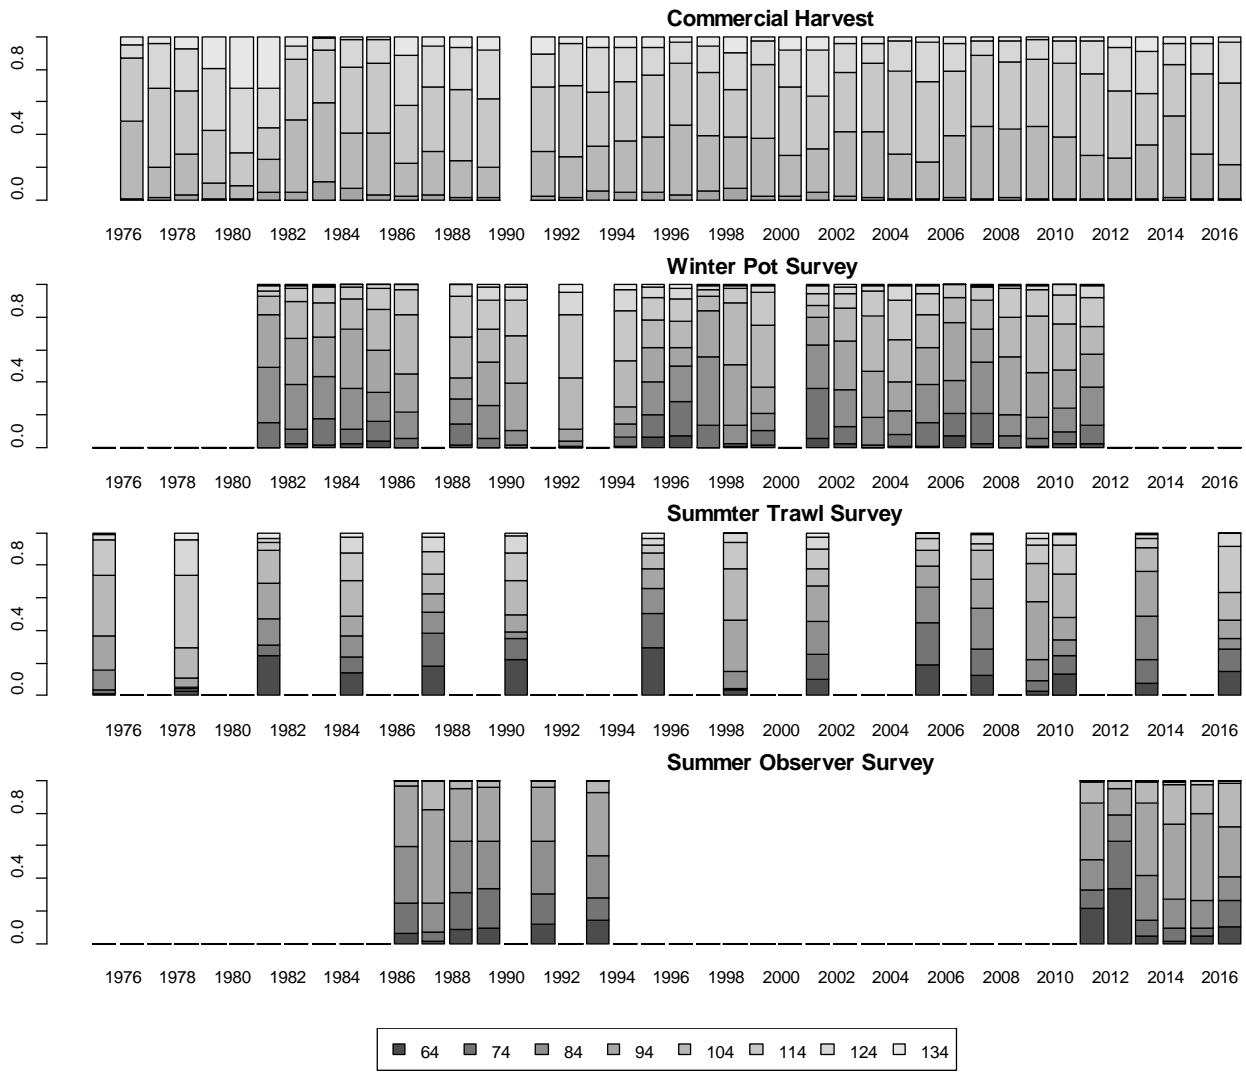 Commercial Harvest
0.0 0.4 0.8
1976 1978 1980 1982 1984 1986 1988 1990 1992 1994 1996 1998 2000 2002 2004 2006 2008 2010 2012 2014 2016
Winter Pot Survey
0.0 0.4 0.8
1976 1978 1980 1982 1984 1986 1988 1990 1992 1994 1996 1998 2000 2002 2004 2006 2008 2010 2012 2014 2016
Summter Trawl Survey
0.0 0.4 0.8
1976 1978 1980 1982 1984 1986 1988 1990 1992 1994 1996 1998 2000 2002 2004 2006 2008 2010 2012 2014 2016
Summer Observer Survey
0.0 0.4 0.8
1976 1978 1980 1982 1984 1986 1988 1990 1992 1994 1996 1998 2000 2002 2004 2006 2008 2010 2012 2014 2016
64 74 84 94 104 114 124 134